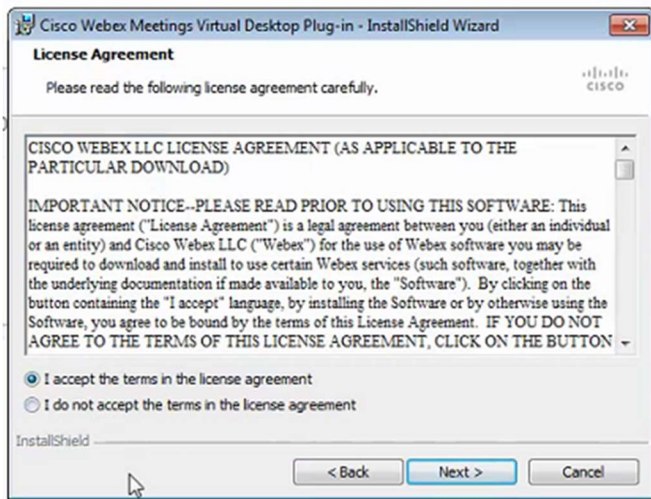 Cisco Webex Meetings Virtual Desktop Plug-in - InstallShield Wizard
License Agreement
Please read the following license agreement carefully.
CISCO
CISCO WEBEX LLC LICENSE AGREEMENT (AS APPLICABLE TO THE
PARTICULAR DOWNLOAD)
IMPORTANT NOTICE--PLEASE READ PRIOR TO USING THIS SOFTWARE: This
license agreement ("License Agreement") is a legal agreement between you (either an individual
or an entity) and Cisco Webex LLC ("Webex") for the use of Webex software you may be
required to download and install to use certain Webex services (such software, together with
the underlying documentation if made available to you, the "Software"). By clicking on the
button containing the "I accept" language, by installing the Software or by otherwise using the
Software, you agree to be bound by the terms of this License Agreement. IF YOU DO NOT
AGREE TO THE TERMS OF THIS LICENSE AGREEMENT, CLICK ON THE BUTTON
I accept the terms in the license agreement
I do not accept the terms in the license agreement
InstallShield
< Back Next > Cancel